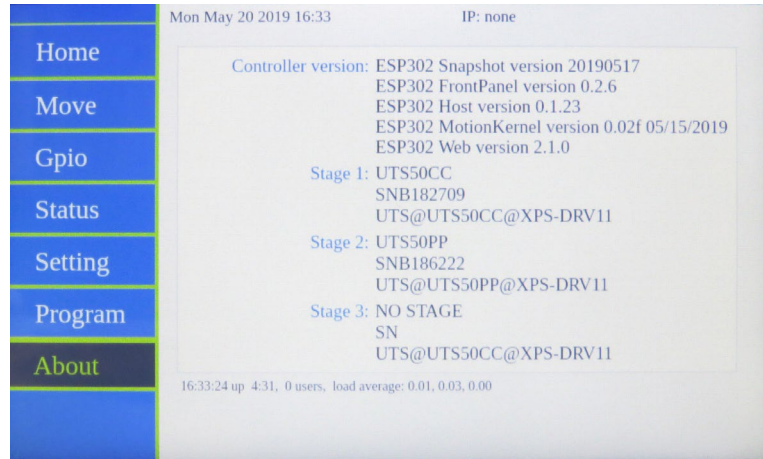 Mon May 20 2019 16:33 IP: none
Home
Move
Gpio
Status
Setting
Program
About
Controller version: ESP302 Snapshot version 20190517
ESP302 FrontPanel version 0.2.6
ESP302 Host version 0.1.23
ESP302 MotionKernel version 0.02f 05/15/2019
ESP302 Web version 2.1.0
Stage 1: UTS50CC
SNB182709
UTS@UTS50CC@XPS-DRV11
Stage 2: UTS50PP
SNB186222
UTS@UTS50PP@XPS-DRV11
Stage 3: NO STAGE
SN
UTS@UTS50CC@XPS-DRV11
16:33:24 up 4:31, 0 users, load average: 0.01, 0.03, 0.00